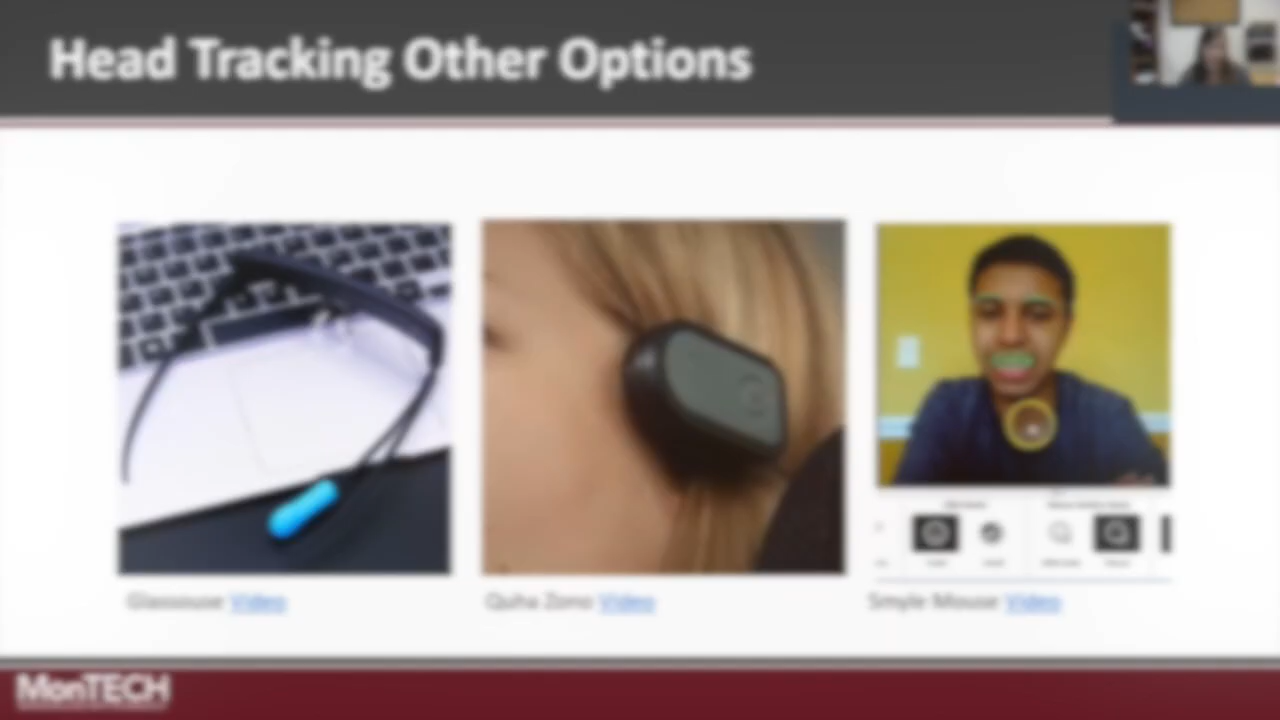 Head Tracking Other Options
Glassouse Video
Quha Zono Video
Smyle Mouse Video
MonTECH